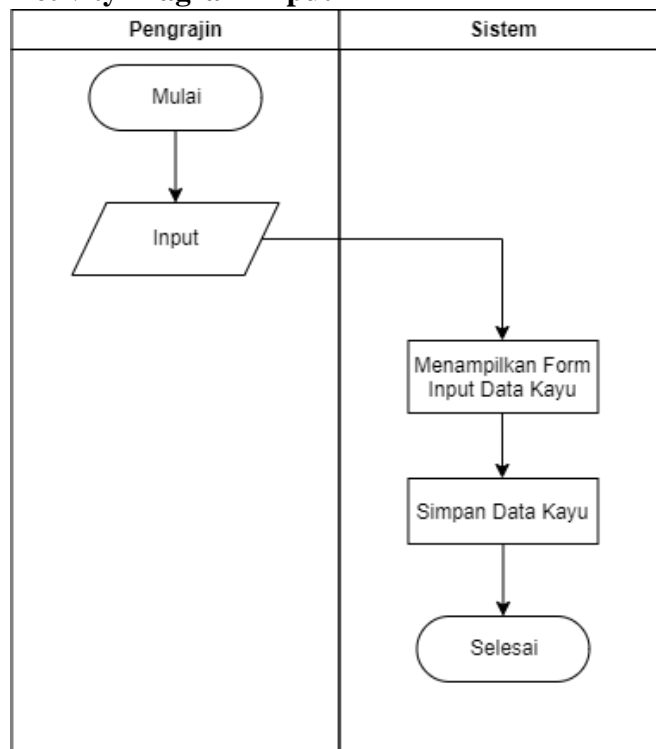 Pengrajin
Sistem
Mulai
Input
Menampilkan Form
Input Data Kayu
Simpan Data Kayu
Selesai